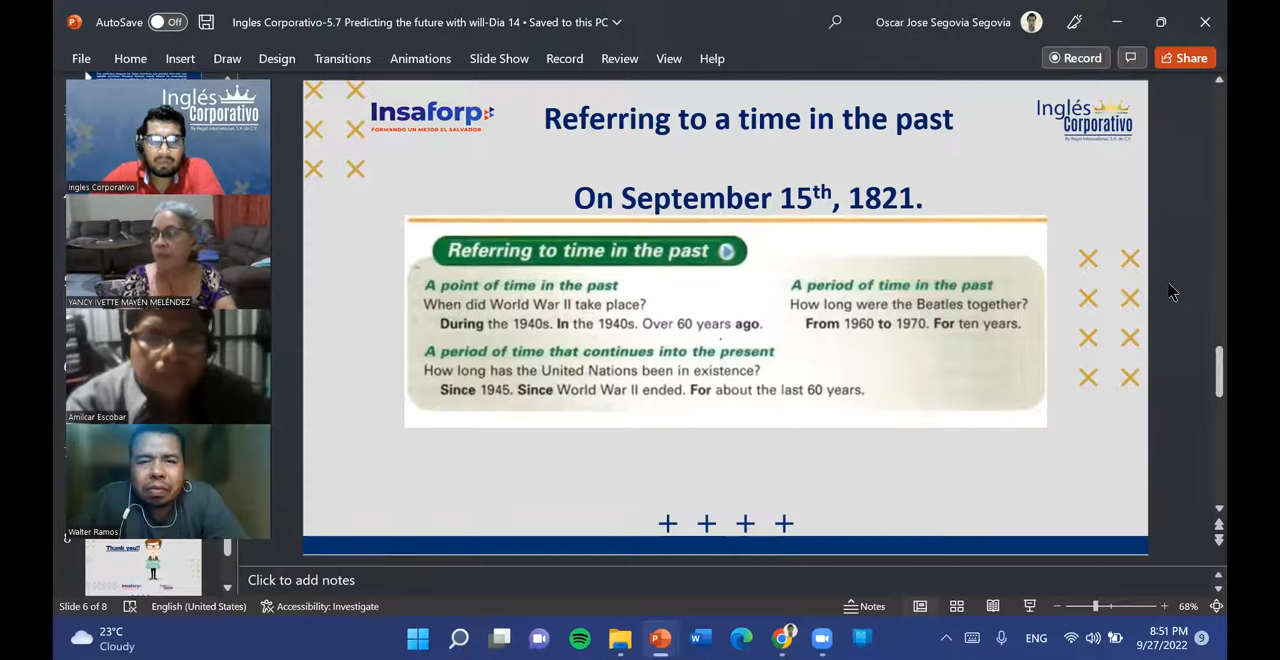 AutoSave Off Ingles Corporativo-5.7 Predicting the future with will-Dia 14 • Saved to this PC Oscar Jose Segovia Segovia
File Home Insert Draw Design Transitions Animations Slide Show Record Review View Help Record Share
Inglés
Corporativo
Ingles Corporativo
YANCY IVETTE MAYÉN MELÉNDEZ
Amilcar Escobar
Walter Ramos
Thank you!!
Insaforp
FORMANDO UN MEJOR EL SALVADOR
Referring to a time in the past
Inglés
Corporativo
By Regal International, S.A. de C.V.
On September 15th, 1821.
Referring to time in the past
A point of time in the past
When did World War II take place?
During the 1940s. In the 1940s. Over 60 years ago.
A period of time in the past
How long were the Beatles together?
From 1960 to 1970. For ten years.
A period of time that continues into the present
How long has the United Nations been in existence?
Since 1945. Since World War II ended. For about the last 60 years.
Click to add notes
Slide 6 of 8 English (United States) Accessibility: Investigate Notes 68%
23°C
Cloudy
ENG
8:51 PM
9/27/2022
9